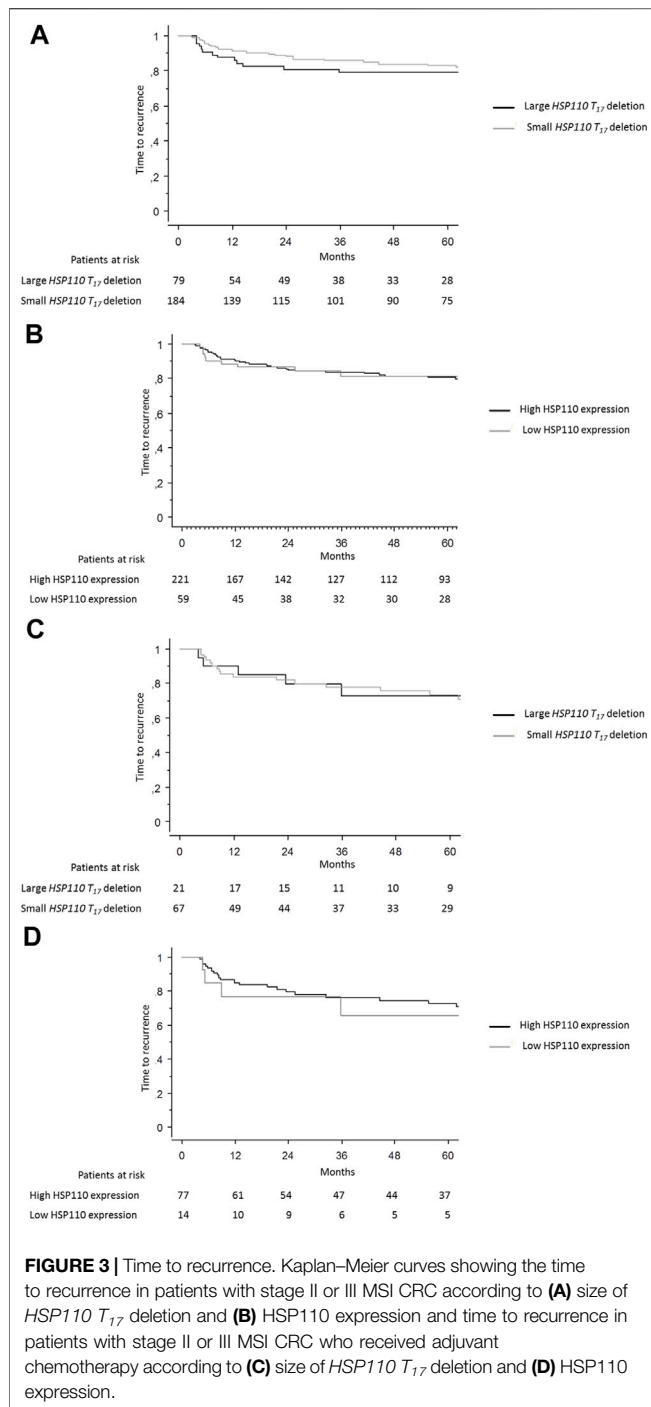 A
Time to recurrence
1
,8
,6
,4
,2
0
Large HSP110 T17 deletion
Small HSP110 T17 deletion
0 12 24 36 48 60
Months
Patients at risk
Large HSP110 T17 deletion 79 54 49 38 33 28
Small HSP110 T17 deletion 184 139 115 101 90 75
B
Time to recurrence
1
,8
,6
,4
,2
0
High HSP110 expression
Low HSP110 expression
0 12 24 36 48 60
Months
Patients at risk
High HSP110 expression 221 167 142 127 112 93
Low HSP110 expression 59 45 38 32 30 28
C
Time to recurrence
1
,8
,6
,4
,2
0
Large HSP110 T17 deletion
Small HSP110 T17 deletion
0 12 24 36 48 60
Months
Patients at risk
Large HSP110 T17 deletion 21 17 15 11 10 9
Small HSP110 T17 deletion 67 49 44 37 33 29
D
Time to recurrence
1
,8
,6
,4
,2
0
High HSP110 expression
Low HSP110 expression
0 12 24 36 48 60
Months
Patients at risk
High HSP110 expression 77 61 54 47 44 37
Low HSP110 expression 14 10 9 6 5 5
FIGURE 3 | Time to recurrence. Kaplan–Meier curves showing the time
to recurrence in patients with stage II or III MSI CRC according to (A) size of
HSP110 T17 deletion and (B) HSP110 expression and time to recurrence in
patients with stage II or III MSI CRC who received adjuvant
chemotherapy according to (C) size of HSP110 T17 deletion and (D) HSP110
expression.